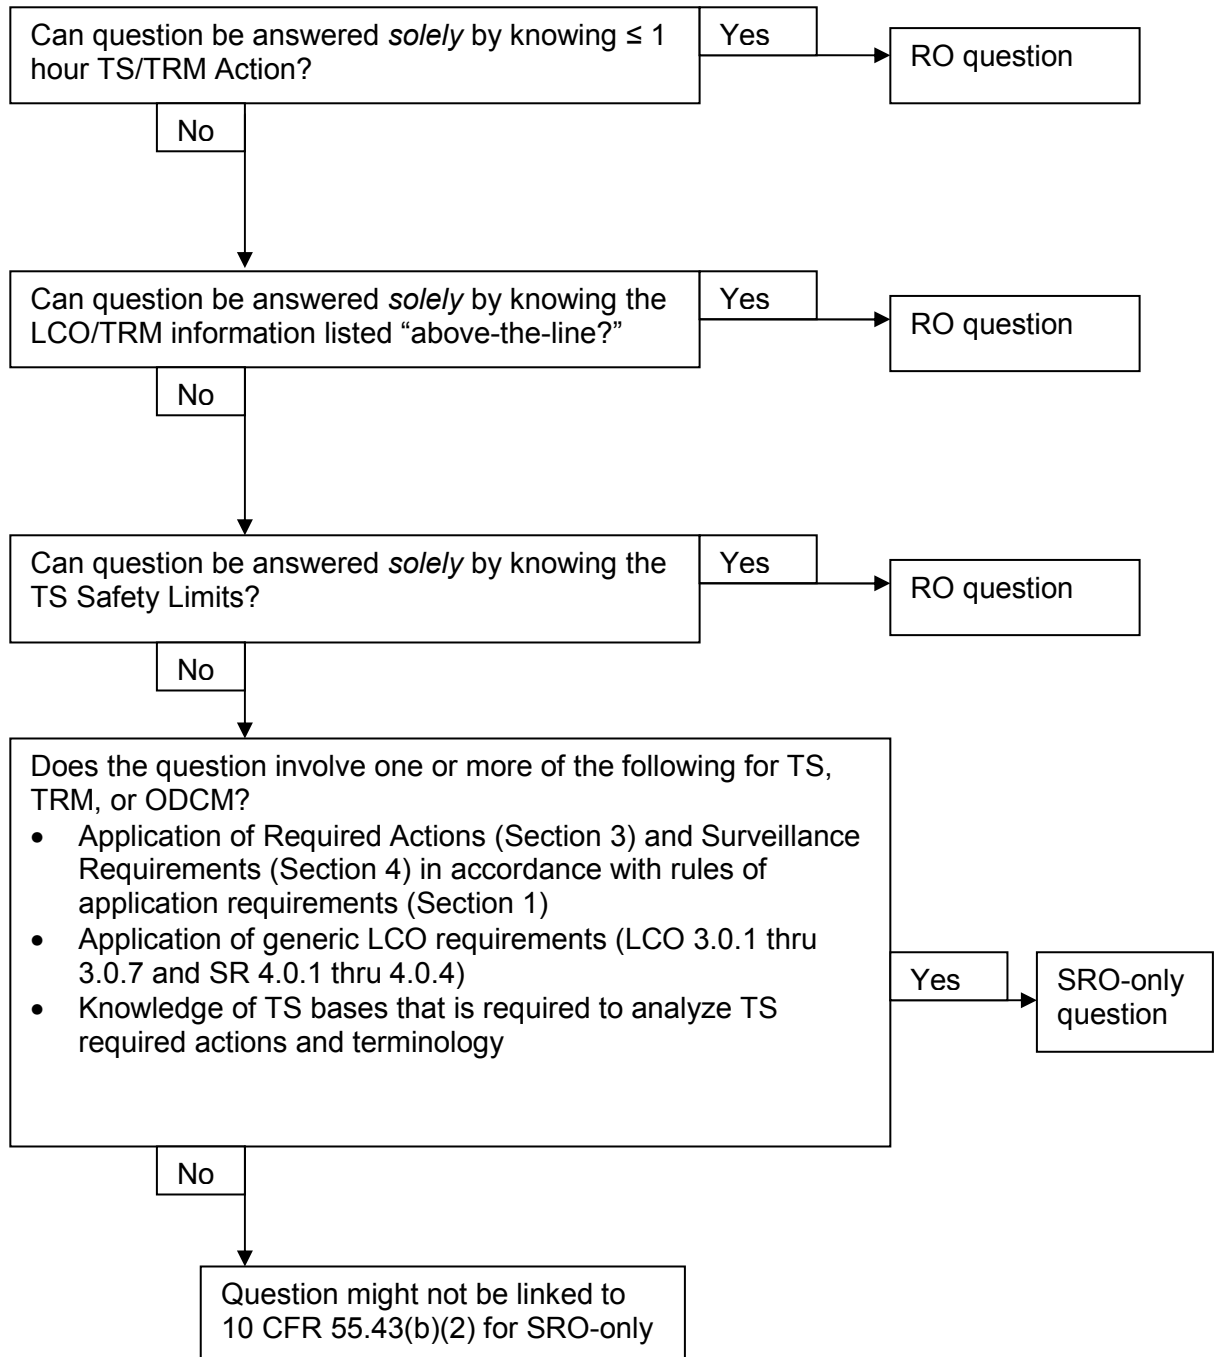 Can question be answered solely by knowing ≤ 1
hour TS/TRM Action?
Yes
RO question
No
Can question be answered solely by knowing the
LCO/TRM information listed “above-the-line?”
Yes
RO question
No
Can question be answered solely by knowing the
TS Safety Limits?
Yes
RO question
No
Does the question involve one or more of the following for TS,
TRM, or ODCM?
• Application of Required Actions (Section 3) and Surveillance
Requirements (Section 4) in accordance with rules of
application requirements (Section 1)
• Application of generic LCO requirements (LCO 3.0.1 thru
3.0.7 and SR 4.0.1 thru 4.0.4)
• Knowledge of TS bases that is required to analyze TS
required actions and terminology
Yes
SRO-only
question
No
Question might not be linked to
10 CFR 55.43(b)(2) for SRO-only